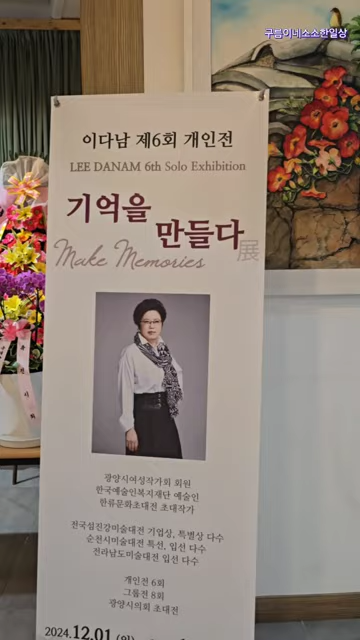 구름이네소소한일상
이다남 제6회 개인전
LEE DANAM 6th Solo Exhibition
기억을
만들다
展
Make Memories
광양시여성작가회 회원
한국예술인복지재단 예술인
한류문화초대전 초대작가
전국섬진강미술대전 기업상, 특별상 다수
순천시미술대전 특선, 입선 다수
전라남도미술대전 입선 다수
개인전 6회
그룹전 8회
광양시의회 초대전
2024.12.01